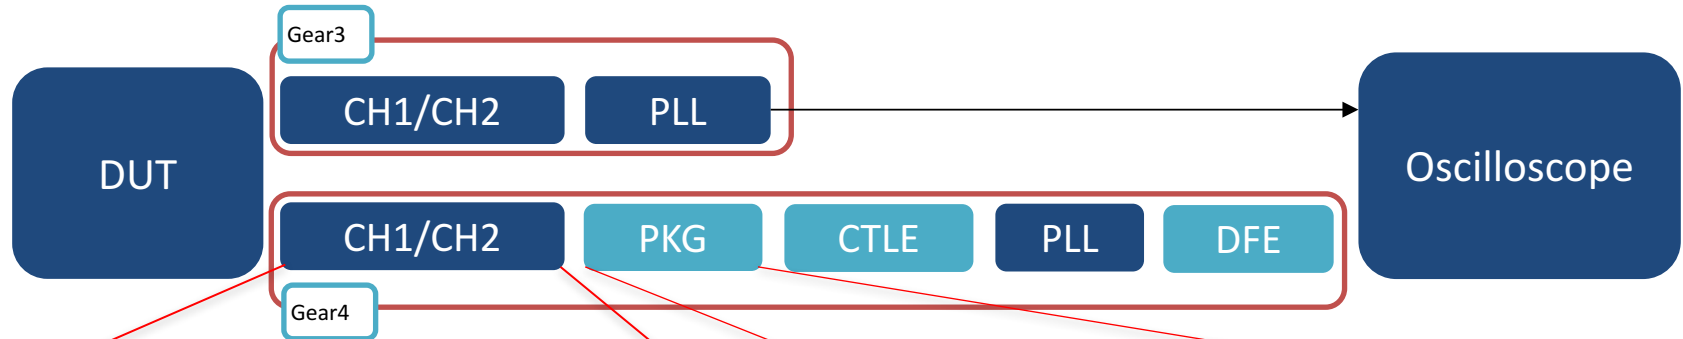 Gear3
CH1/CH2 PLL
DUT
Oscilloscope
CH1/CH2 PKG CTLE PLL DFE
Gear4